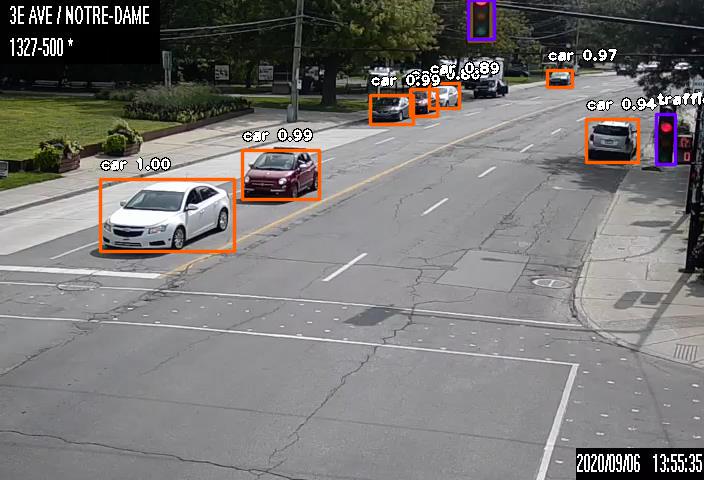 3E AVE / NOTRE-DAME
1327-500 *
car 0.97
car 0.99
0.89
car 0.94
traffi
car 0.99
car 1.00
2020/09/06 13:55:35